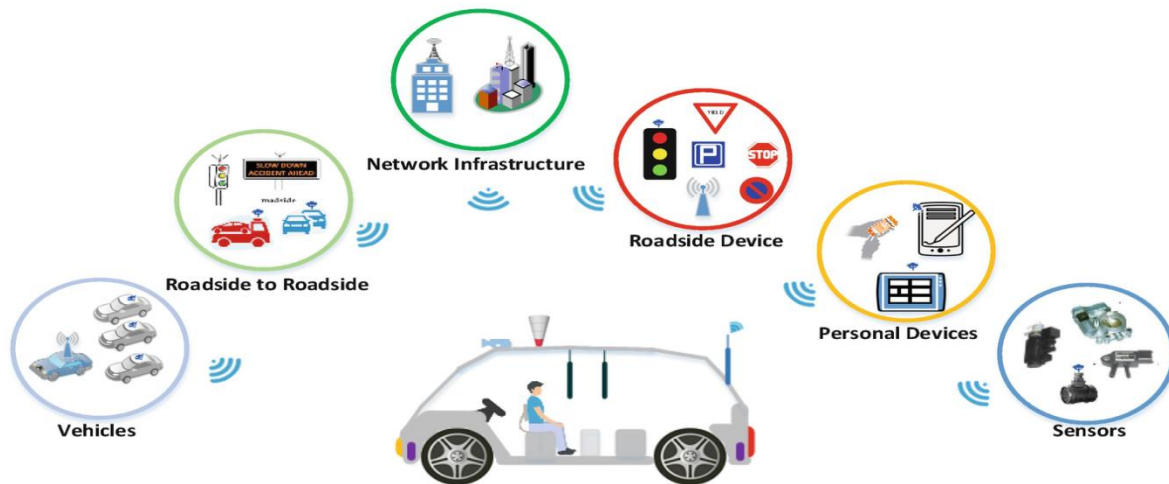 Network Infrastructure
YIELD
P
STOP
Roadside Device
SLOW DOWN
ACCIDENT AHEAD
roadside
Roadside to Roadside
Personal Devices
Vehicles
Sensors